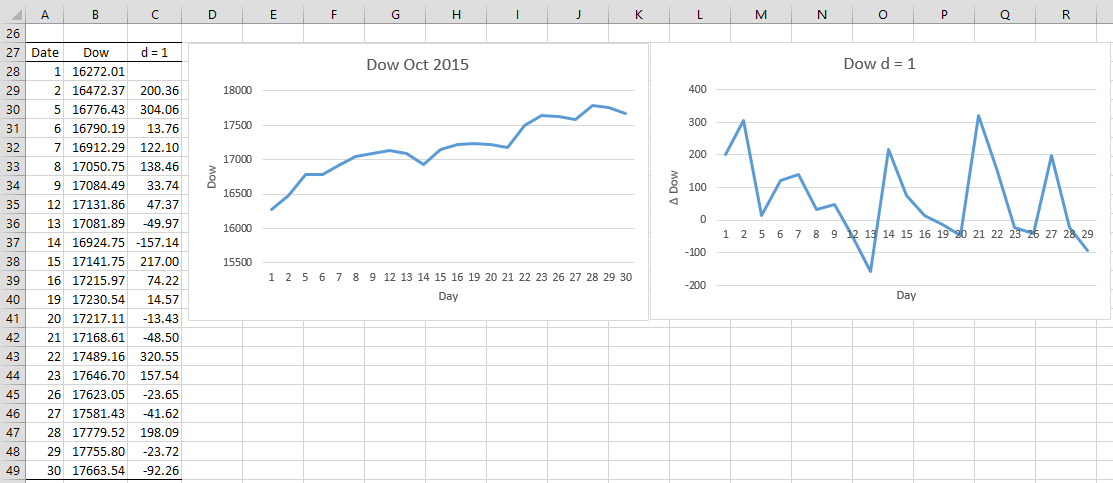 A B C D E F G H I J K L M N O P Q R
26
27 Date Dow d = 1
28 1 16272.01
29 2 16472.37 200.36
30 5 16776.43 304.06
31 6 16790.19 13.76
32 7 16912.29 122.10
33 8 17050.75 138.46
34 9 17084.49 33.74
35 12 17131.86 47.37
36 13 17081.89 -49.97
37 14 16924.75 -157.14
38 15 17141.75 217.00
39 16 17215.97 74.22
40 19 17230.54 14.57
41 20 17217.11 -13.43
42 21 17168.61 -48.50
43 22 17489.16 320.55
44 23 17646.70 157.54
45 26 17623.05 -23.65
46 27 17581.43 -41.62
47 28 17779.52 198.09
48 29 17755.80 -23.72
49 30 17663.54 -92.26
Dow Oct 2015
18000
17500
17000
16500
16000
15500
Dow
1 2 5 6 7 8 9 12 13 14 15 16 19 20 21 22 23 26 27 28 29 30
Day
Dow d = 1
400
300
200
100
0
-100
-200
Δ Dow
1 2 5 6 7 8 9 12 13 14 15 16 19 20 21 22 23 26 27 28 29
Day